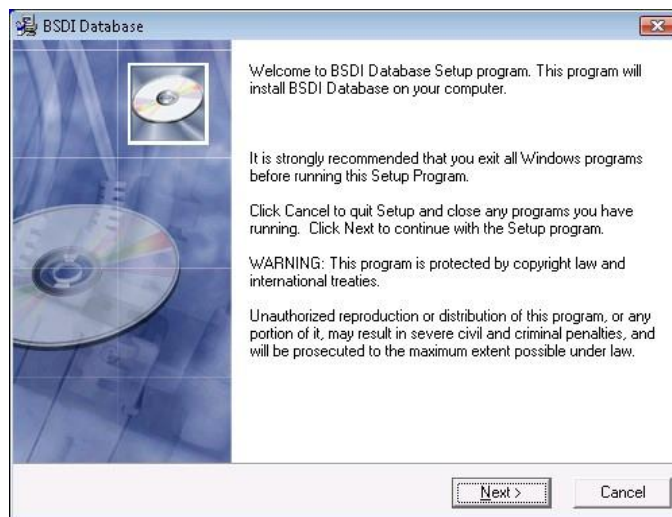 BSDI Database
Welcome to BSDI Database Setup program. This program will
install BSDI Database on your computer.
It is strongly recommended that you exit all Windows programs
before running this Setup Program.
Click Cancel to quit Setup and close any programs you have
running. Click Next to continue with the Setup program.
WARNING: This program is protected by copyright law and
international treaties.
Unauthorized reproduction or distribution of this program, or any
portion of it, may result in severe civil and criminal penalties, and
will be prosecuted to the maximum extent possible under law.
Next >
Cancel